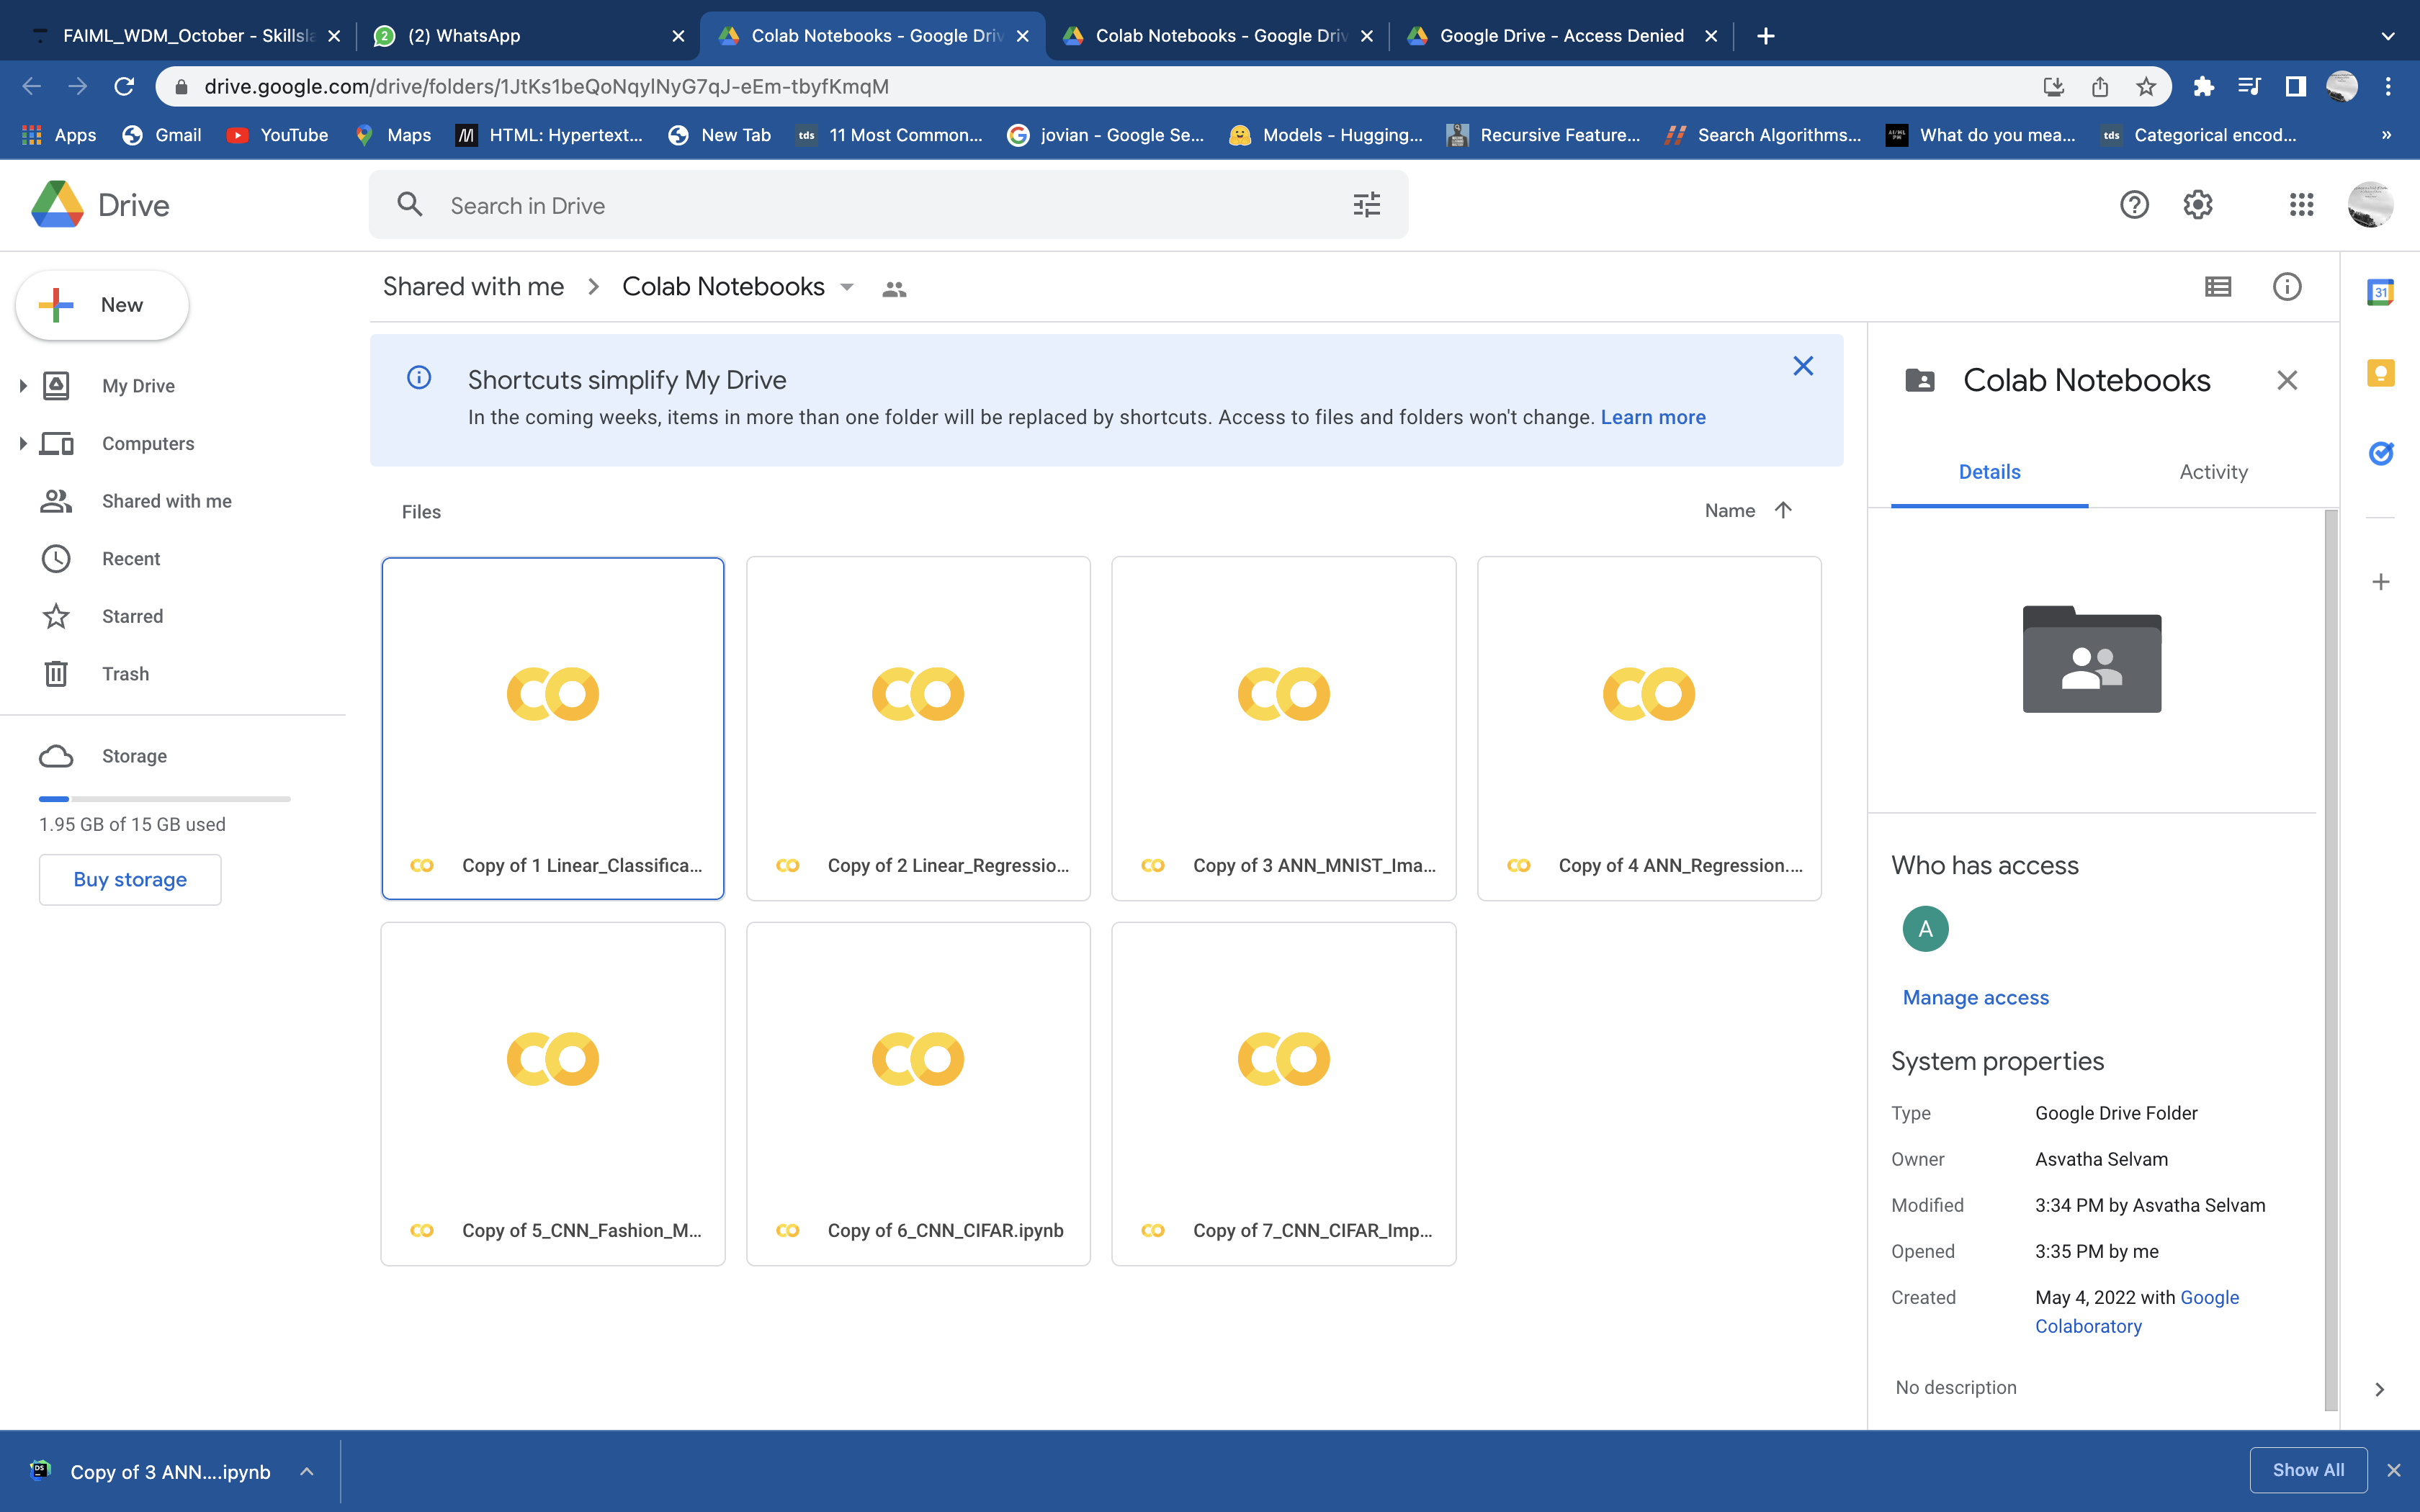 FAIML_WDM_October - Skillsla
2
(2) WhatsApp
Colab Notebooks - Google Driv
Colab Notebooks - Google Driv
Google Drive - Access Denied
drive.google.com/drive/folders/1JtKs1beQoNqylNyG7qJ-eEm-tbyfKmqM
Apps
Gmail
YouTube
Maps
HTML: Hypertext...
New Tab
tds
11 Most Common...
jovian - Google Se...
Models - Hugging...
Recursive Feature...
Search Algorithms...
What do you mea...
tds
Categorical encod...
»
Drive
Search in Drive
New
Shared with me > Colab Notebooks
31
My Drive
Computers
Shared with me
Recent
Starred
Trash
Storage
1.95 GB of 15 GB used
Buy storage
Shortcuts simplify My Drive
In the coming weeks, items in more than one folder will be replaced by shortcuts. Access to files and folders won't change. Learn more
Files
Name
Copy of 1 Linear_Classifica...
Copy of 2 Linear_Regressio...
Copy of 3 ANN_MNIST_Ima...
Copy of 4 ANN_Regression....
Copy of 5_CNN_Fashion_M...
Copy of 6_CNN_CIFAR.ipynb
Copy of 7_CNN_CIFAR_Imp...
Colab Notebooks
Details
Activity
Who has access
A
Manage access
System properties
Type Google Drive Folder
Owner Asvatha Selvam
Modified 3:34 PM by Asvatha Selvam
Opened 3:35 PM by me
Created May 4, 2022 with Google
Colaboratory
No description
DS
Copy of 3 ANN....ipynb
Show All